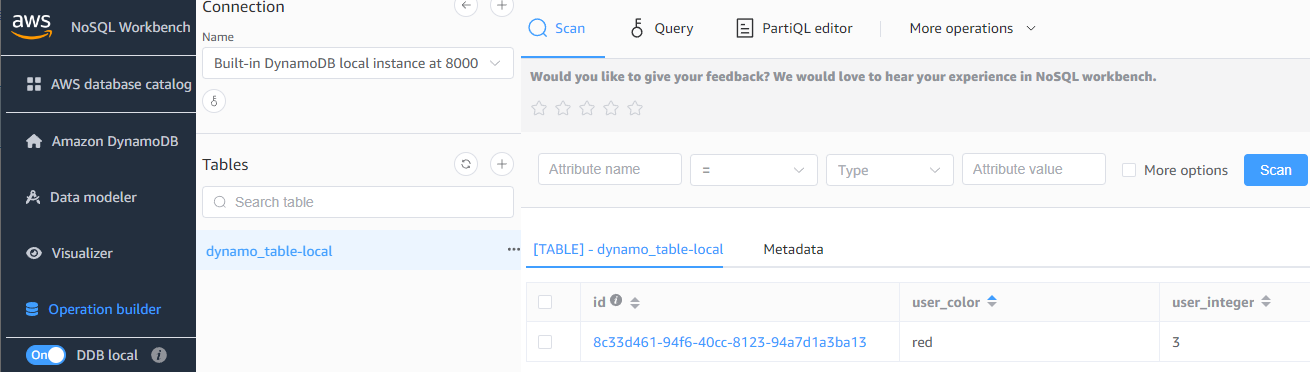 aws
NoSQL Workbench
AWS database catalog
Amazon DynamoDB
Data modeler
Visualizer
Operation builder
On
DDB local
Connection
Name
Built-in DynamoDB local instance at 8000
Tables
Search table
dynamo_table-local
Scan
Query
PartiQL editor
More operations
Would you like to give your feedback? We would love to hear your experience in NoSQL workbench.
Attribute name
=
Type
Attribute value
More options
Scan
[TABLE] - dynamo_table-local
Metadata
id
user_color
user_integer
8c33d461-94f6-40cc-8123-94a7d1a3ba13
red
3